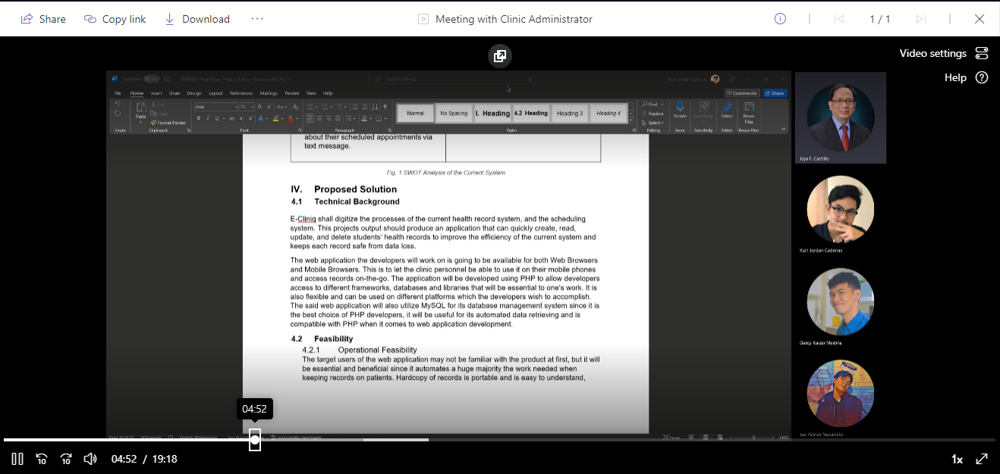 Share Copy link Download ... Meeting with Clinic Administrator 1 / 1
Video settings
Help
AutoSave Search (Alt+Q) Kurt Jordan Cadenas
File Home Insert Draw Design Layout References Mailings Review View Help Comments Share
Paste Cut Copy Format Painter
Arial 11
Normal No Spacing I. Heading 4.2 Heading Heading 3 Heading 4
Find Replace Select
Dictate Sensitivity Editor Reuse Files
Undo Clipboard Font Paragraph Styles Editing Voice Sensitivity Editor Reuse Files
about their scheduled appointments via
text message.
Fig. 1 SWOT Analysis of the Current System
IV. Proposed Solution
4.1 Technical Background
E-Cliniq shall digitize the processes of the current health record system, and the scheduling
system. This projects output should produce an application that can quickly create, read,
update, and delete students' health records to improve the efficiency of the current system and
keeps each record safe from data loss.
The web application the developers will work on is going to be available for both Web Browsers
and Mobile Browsers. This is to let the clinic personnel be able to use it on their mobile phones
and access records on-the-go. The application will be developed using PHP to allow developers
access to different frameworks, databases and libraries that will be essential to one's work. It is
also flexible and can be used on different platforms which the developers wish to accomplish.
The said web application will also utilize MySQL for its database management system since it is
the best choice of PHP developers, it will be useful for its automated data retrieving and is
compatible with PHP when it comes to web application development.
4.2 Feasibility
4.2.1 Operational Feasibility
The target users of the web application may not be familiar with the product at first, but it will
be essential and beneficial since it automates a huge majority the work needed when
keeping records on patients. Hardcopy of records is portable and is easy to understand,
Jojo F. Castillo
Kurt Jordan Cadenas
Darcy Kaizer Medina
Jan Patrick Navarrete
04:52
English (Philippines) Accessibility: Investigate Focus 140%
10 10 04:52 / 19:18 1x